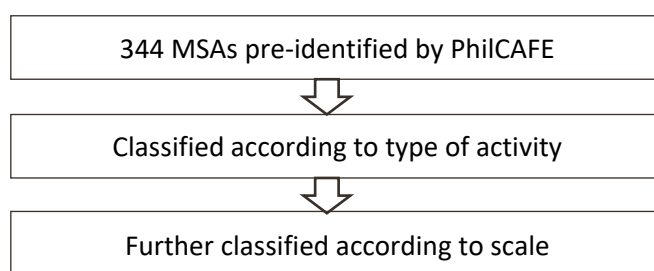 344 MSAs pre-identified by PhilCAFE
Classified according to type of activity
Further classified according to scale